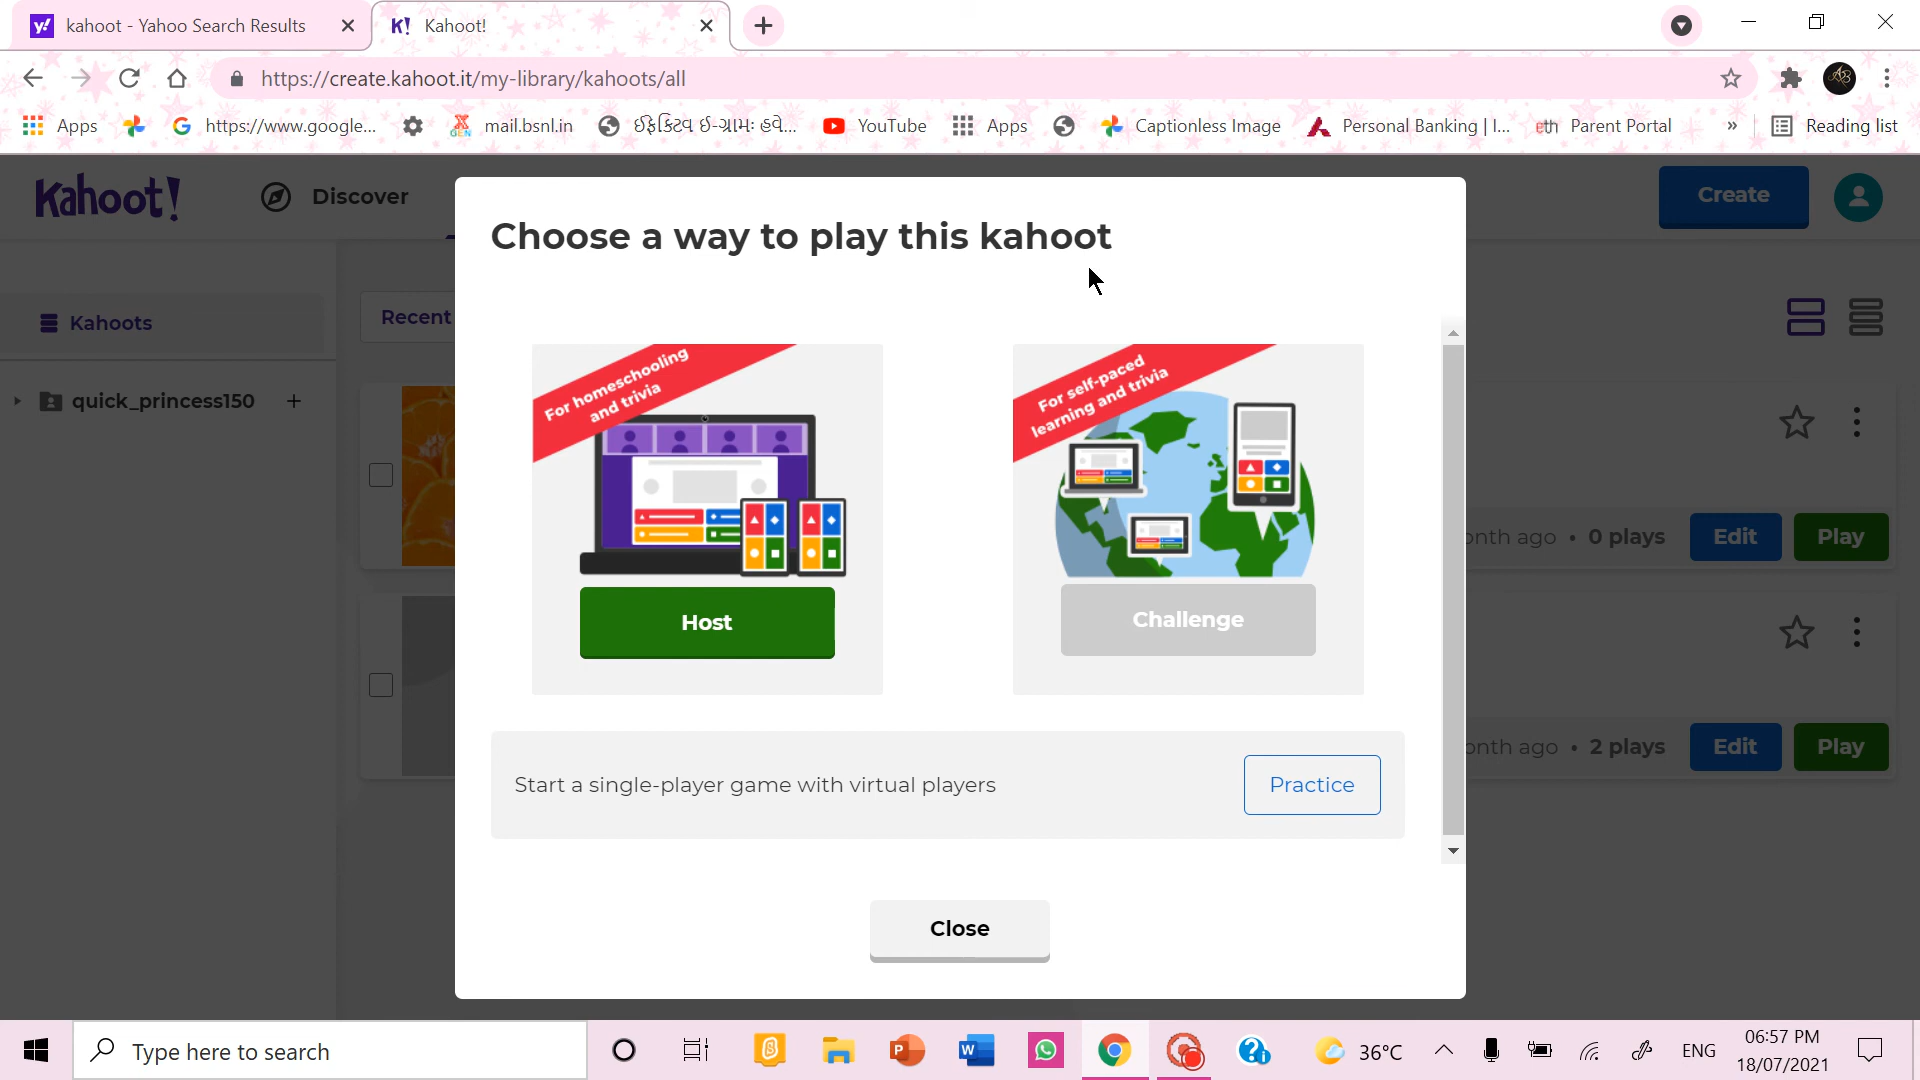 kahoot - Yahoo Search Results
Kahoot!
https://create.kahoot.it/my-library/kahoots/all
Apps
https://www.google...
mail.bsnl.in
YouTube
Apps
Captionless Image
Personal Banking | I...
Parent Portal
»
Reading list
Kahoot!
Discover
Create
Choose a way to play this kahoot
Kahoots
Recent
quick_princess150
For homeschooling
and trivia
For self-paced
learning and trivia
Host
Challenge
onth ago • 0 plays
Edit
Play
Start a single-player game with virtual players
Practice
onth ago • 2 plays
Edit
Play
Close
Type here to search
36°C
ENG
06:57 PM
18/07/2021